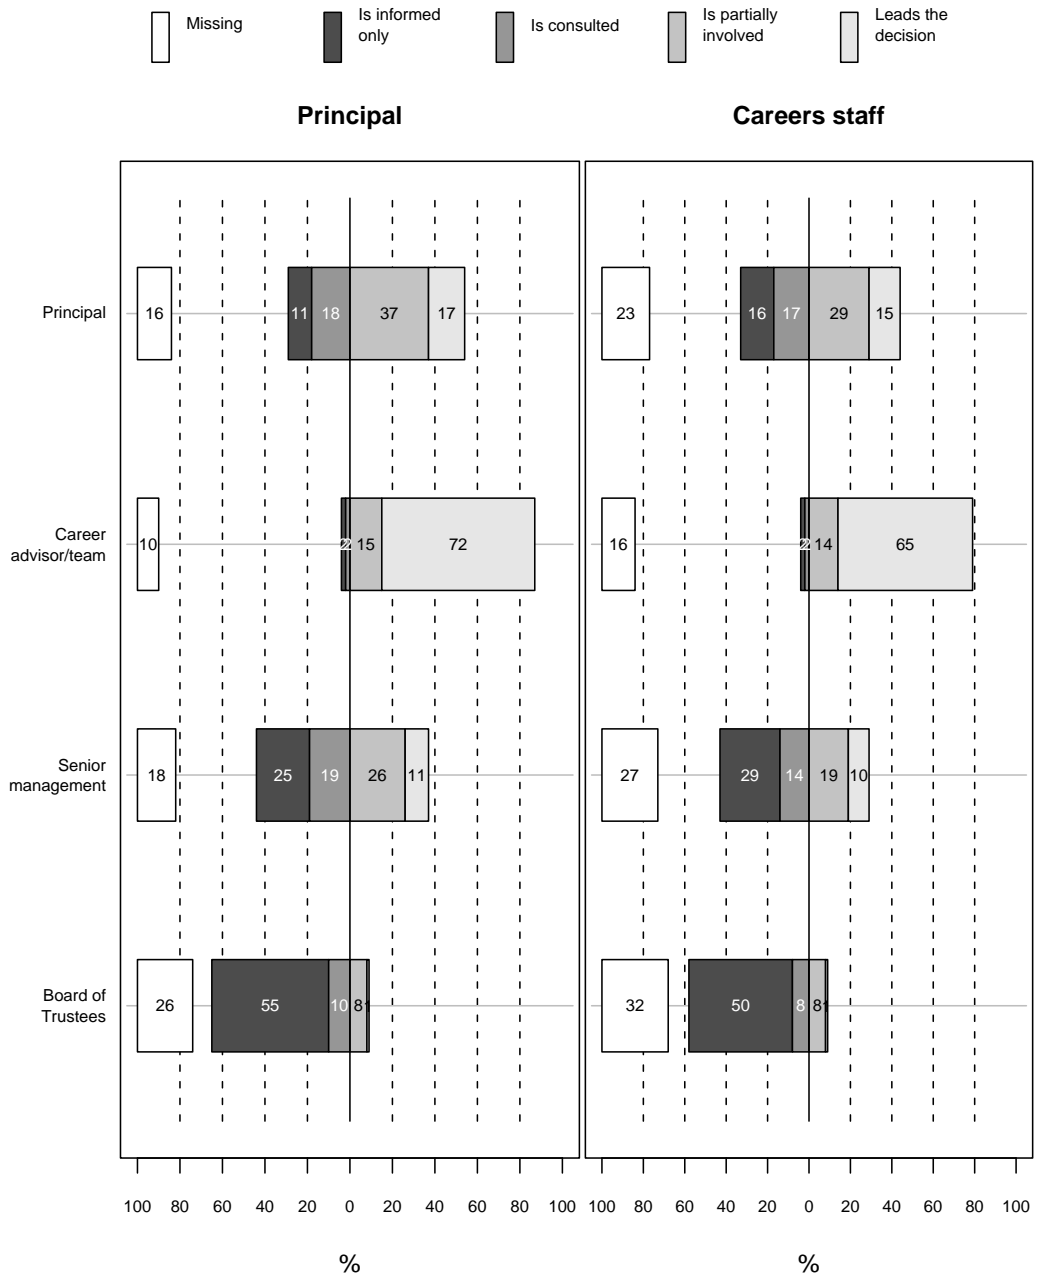 Missing
Is informed
only
Is consulted
Is partially
involved
Leads the
decision
Principal
Careers staff
Principal
16 11 18 37 17
23 16 17 29 15
Career
advisor/team
10 2 15 72
16 2 14 65
Senior
management
18 25 19 26 11
27 29 14 19 10
Board of
Trustees
26 55 10 8 1
32 50 8 8 1
100 80 60 40 20 0 20 40 60 80 100
100 80 60 40 20 0 20 40 60 80 100
%
%